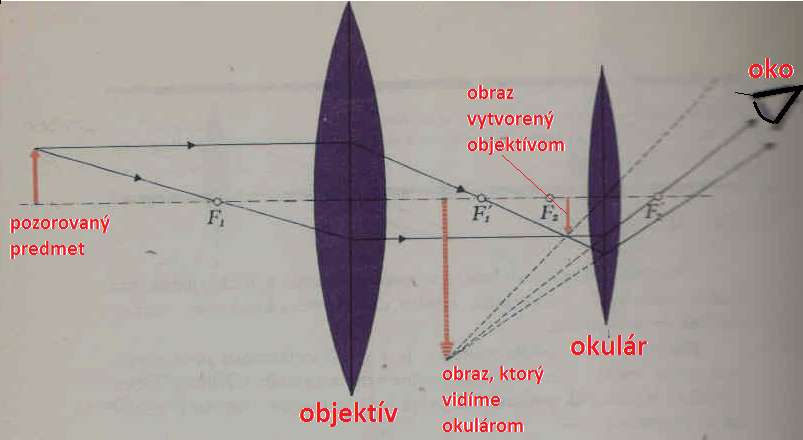 oko
obraz
vytvorený
objektívom
F₁
F₁'
F₂
F₂'
pozorovaný
predmet
okulár
obraz, ktorý
vidíme
okulárom
objektív